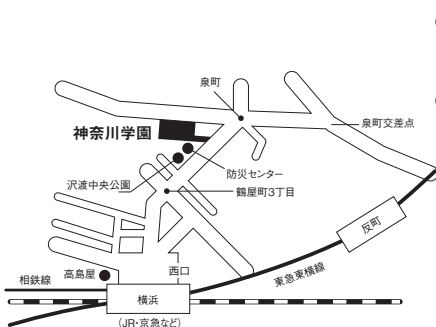 泉町
神奈川学園
泉町交差点
防災センター
沢渡中央公園
鶴屋町3丁目
反町
西口
東急東横線
高島屋
相鉄線
横浜
(JR・京急など)